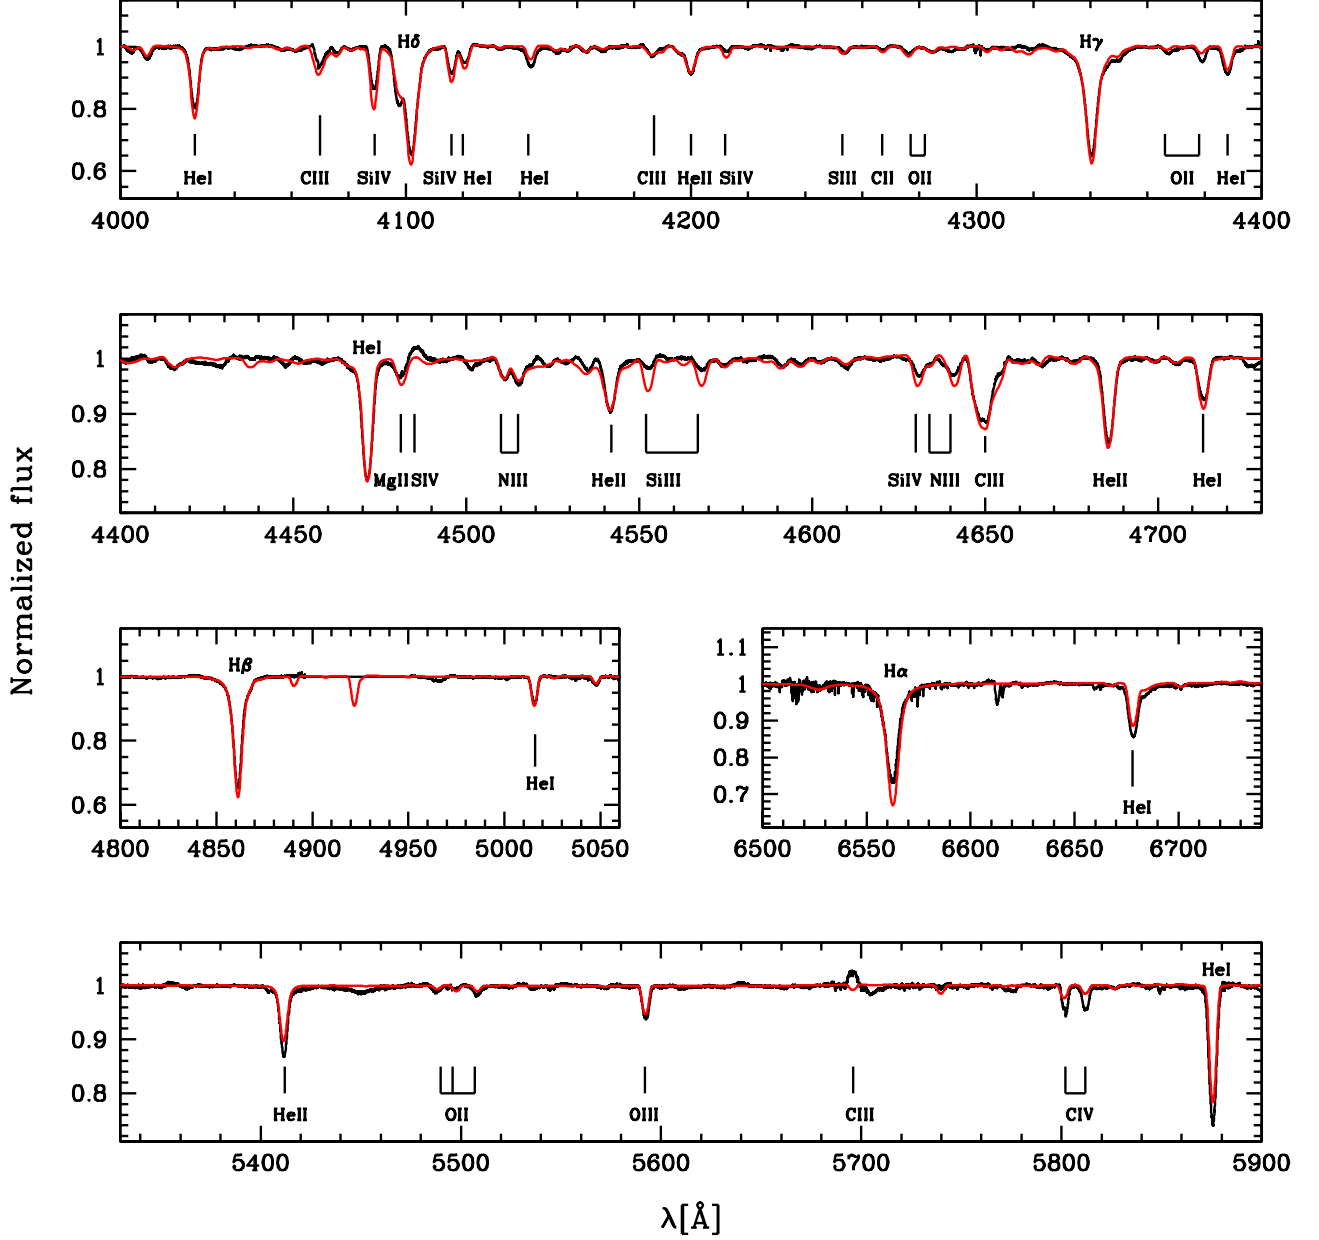 Normalized flux
1
0.8
0.6
Hδ
Hγ
HeI CIII SiIV SiIV HeI HeI CIII HeII SiIV SIII CII OII OII HeI
4000 4100 4200 4300 4400
1
0.9
0.8
HeI
MgII SIV NIII HeII SiIII SiIV NIII CIII HeII HeI
4400 4450 4500 4550 4600 4650 4700
1
0.8
0.6
Hβ
HeI
4800 4850 4900 4950 5000 5050
1.1
1
0.9
0.8
0.7
Hα
HeI
6500 6550 6600 6650 6700
1
0.9
0.8
HeI
HeII OII OIII CIII CIV
5400 5500 5600 5700 5800 5900
λ[Å]